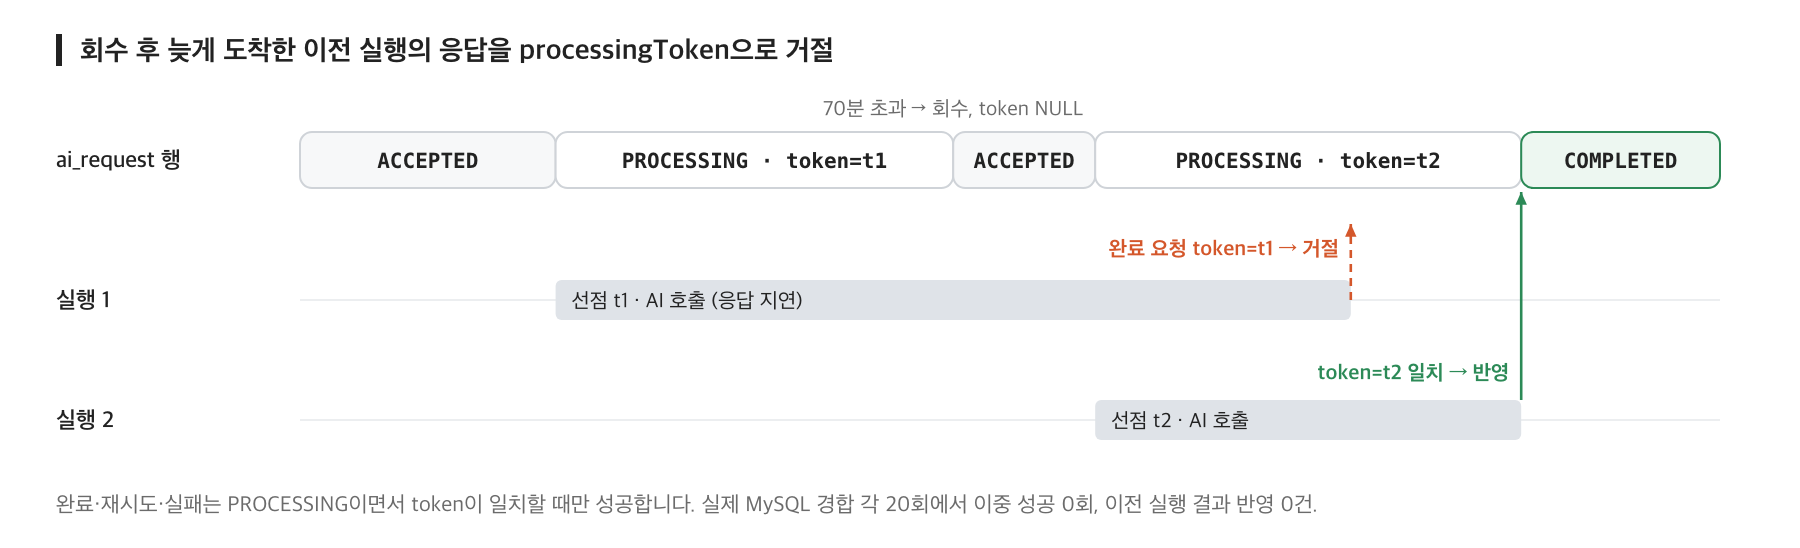 회수 후 늦게 도착한 이전 실행의 응답을 processingToken으로 거절
70분 초과 → 회수, token NULL
ai_request 행
ACCEPTED
PROCESSING · token=t1
ACCEPTED
PROCESSING · token=t2
COMPLETED
완료 요청 token=t1 → 거절
실행 1
선점 t1 · AI 호출 (응답 지연)
token=t2 일치 → 반영
실행 2
선점 t2 · AI 호출
완료·재시도·실패는 PROCESSING이면서 token이 일치할 때만 성공합니다. 실제 MySQL 경합 각 20회에서 이중 성공 0회, 이전 실행 결과 반영 0건.